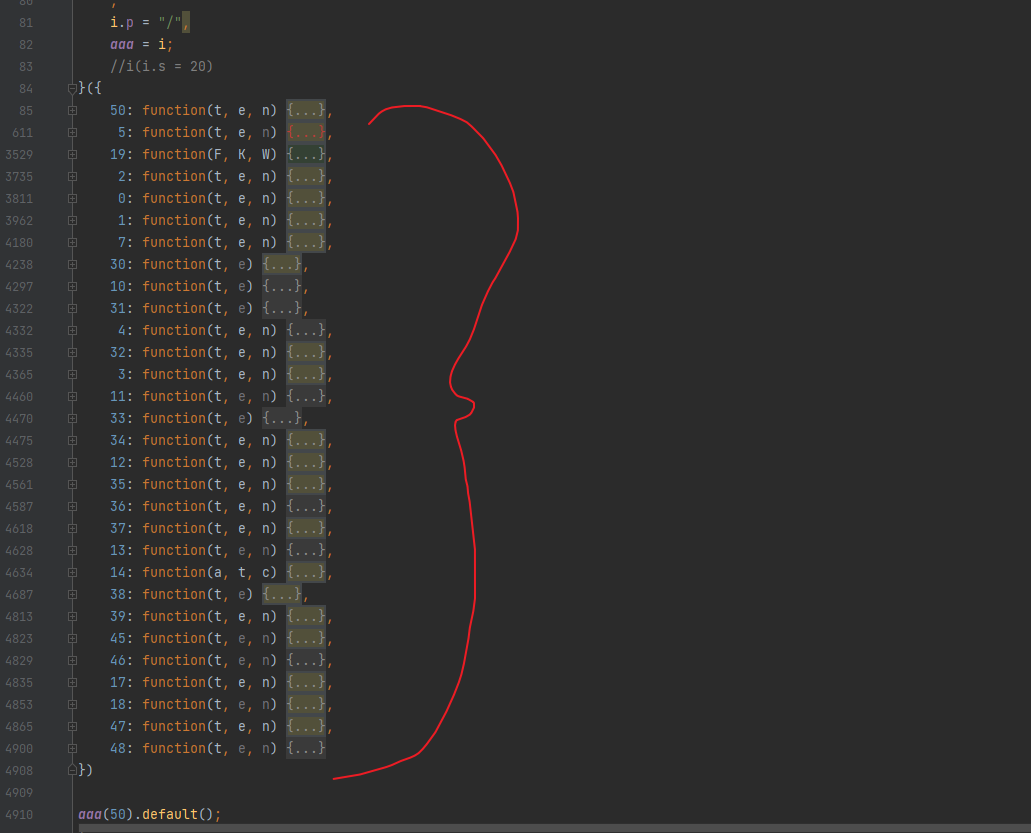 80 ,
81 i.p = "/",
82 aaa = i;
83 //i(i.s = 20)
84 }({
85 50: function(t, e, n) {...},
611 5: function(t, e, n) {...},
3529 19: function(F, K, W) {...},
3735 2: function(t, e, n) {...},
3811 0: function(t, e, n) {...},
3962 1: function(t, e, n) {...},
4180 7: function(t, e, n) {...},
4238 30: function(t, e) {...},
4297 10: function(t, e) {...},
4322 31: function(t, e) {...},
4332 4: function(t, e, n) {...},
4335 32: function(t, e, n) {...},
4365 3: function(t, e, n) {...},
4460 11: function(t, e, n) {...},
4470 33: function(t, e) {...},
4475 34: function(t, e, n) {...},
4528 12: function(t, e, n) {...},
4561 35: function(t, e, n) {...},
4587 36: function(t, e, n) {...},
4618 37: function(t, e, n) {...},
4628 13: function(t, e, n) {...},
4634 14: function(a, t, c) {...},
4687 38: function(t, e) {...},
4813 39: function(t, e, n) {...},
4823 45: function(t, e, n) {...},
4829 46: function(t, e, n) {...},
4835 17: function(t, e, n) {...},
4853 18: function(t, e, n) {...},
4865 47: function(t, e, n) {...},
4900 48: function(t, e, n) {...}
4908 })
4909
4910 aaa(50).default();